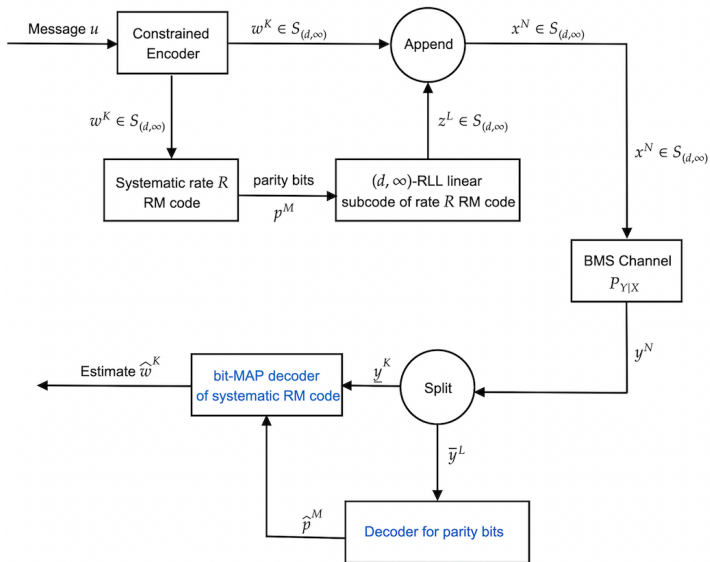 Message u
Constrained
Encoder
w^K ∈ S_{(d,∞)}
Append
x^N ∈ S_{(d,∞)}
w^K ∈ S_{(d,∞)}
z^L ∈ S_{(d,∞)}
x^N ∈ S_{(d,∞)}
Systematic rate R
RM code
parity bits
p^M
(d, ∞)-RLL linear
subcode of rate R RM code
BMS Channel
P_{Y|X}
y^N
Estimate ŵ^K
bit-MAP decoder
of systematic RM code
y̲^K
Split
y̅^L
p̂^M
Decoder for parity bits